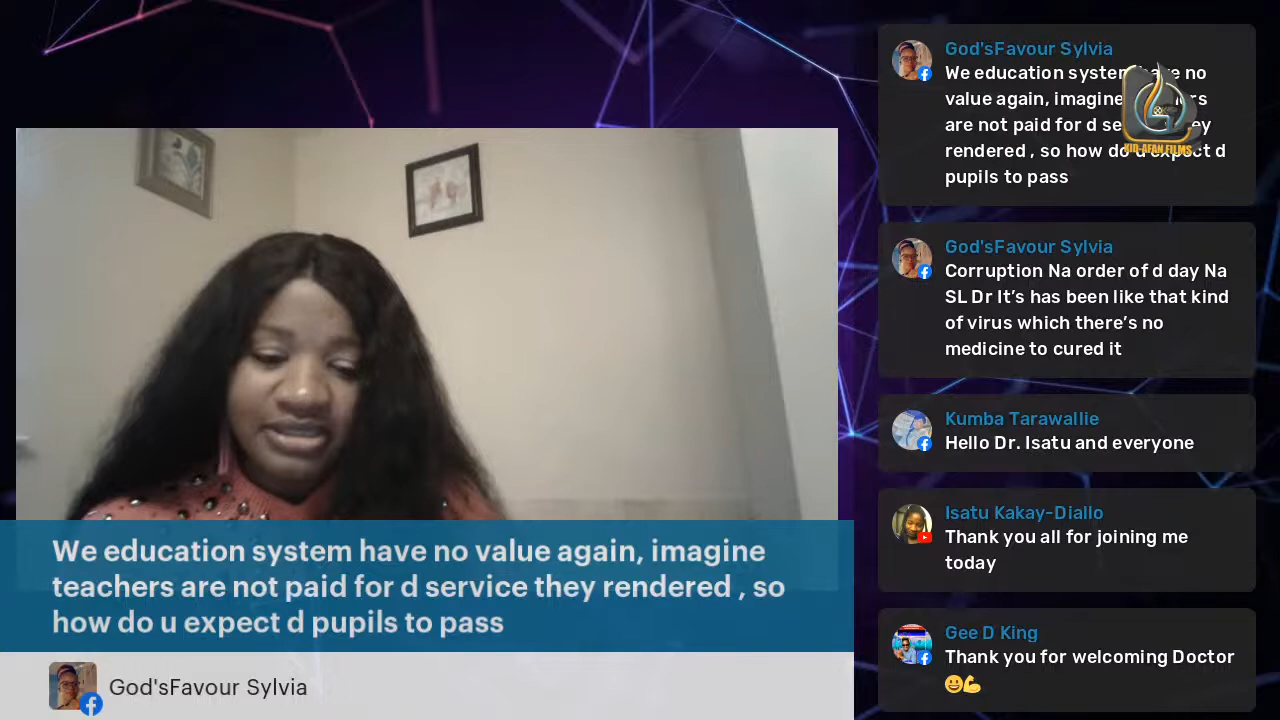 We education system have no value again, imagine
teachers are not paid for d service they rendered , so
how do u expect d pupils to pass
God'sFavour Sylvia
God'sFavour Sylvia
We education system have no
value again, imagine
are not paid for d
rendered , so how do u expect d
pupils to pass
KID-AFAN FILMS
God'sFavour Sylvia
Corruption Na order of d day Na
SL Dr It’s has been like that kind
of virus which there’s no
medicine to cured it
Kumba Tarawallie
Hello Dr. Isatu and everyone
Isatu Kakay-Diallo
Thank you all for joining me
today
Gee D King
Thank you for welcoming Doctor